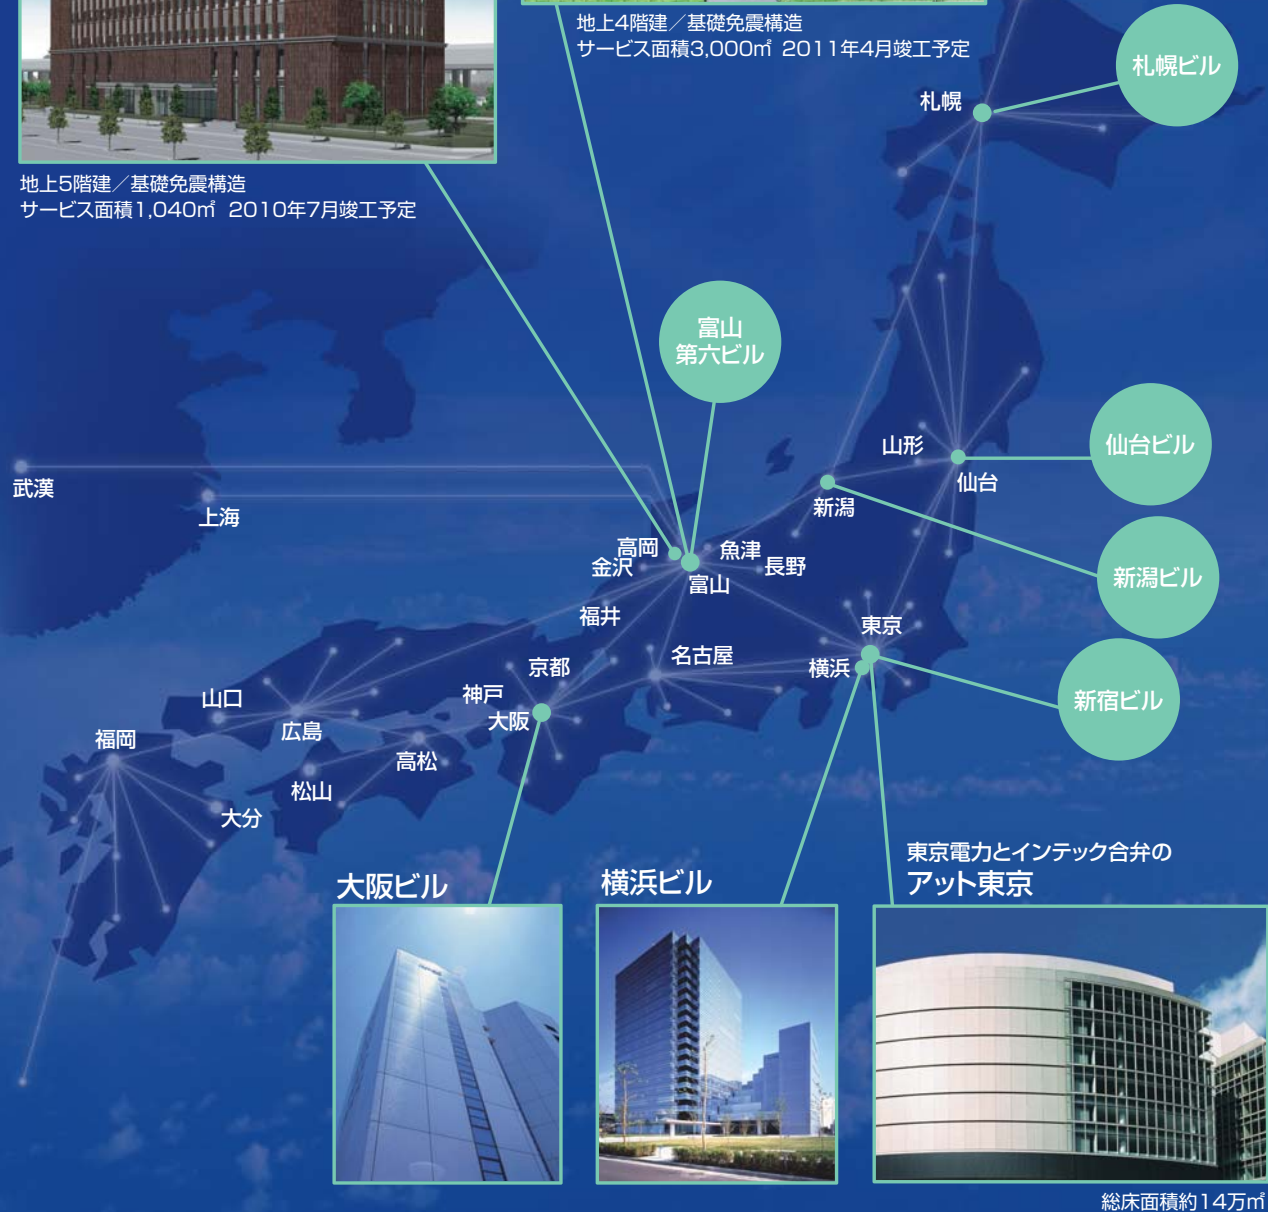 地上4階建／基礎免震構造
サービス面積3,000㎡ 2011年4月竣工予定
札幌ビル
札幌
地上5階建／基礎免震構造
サービス面積1,040㎡ 2010年7月竣工予定
富山
第六ビル
山形
仙台
仙台ビル
武漢
上海
新潟
新潟ビル
高岡
金沢
魚津
長野
富山
福井
東京
横浜
名古屋
新宿ビル
京都
神戸
大阪
山口
広島
福岡
高松
松山
大分
大阪ビル
横浜ビル
東京電力とインテック合弁の
アット東京
総床面積約14万㎡